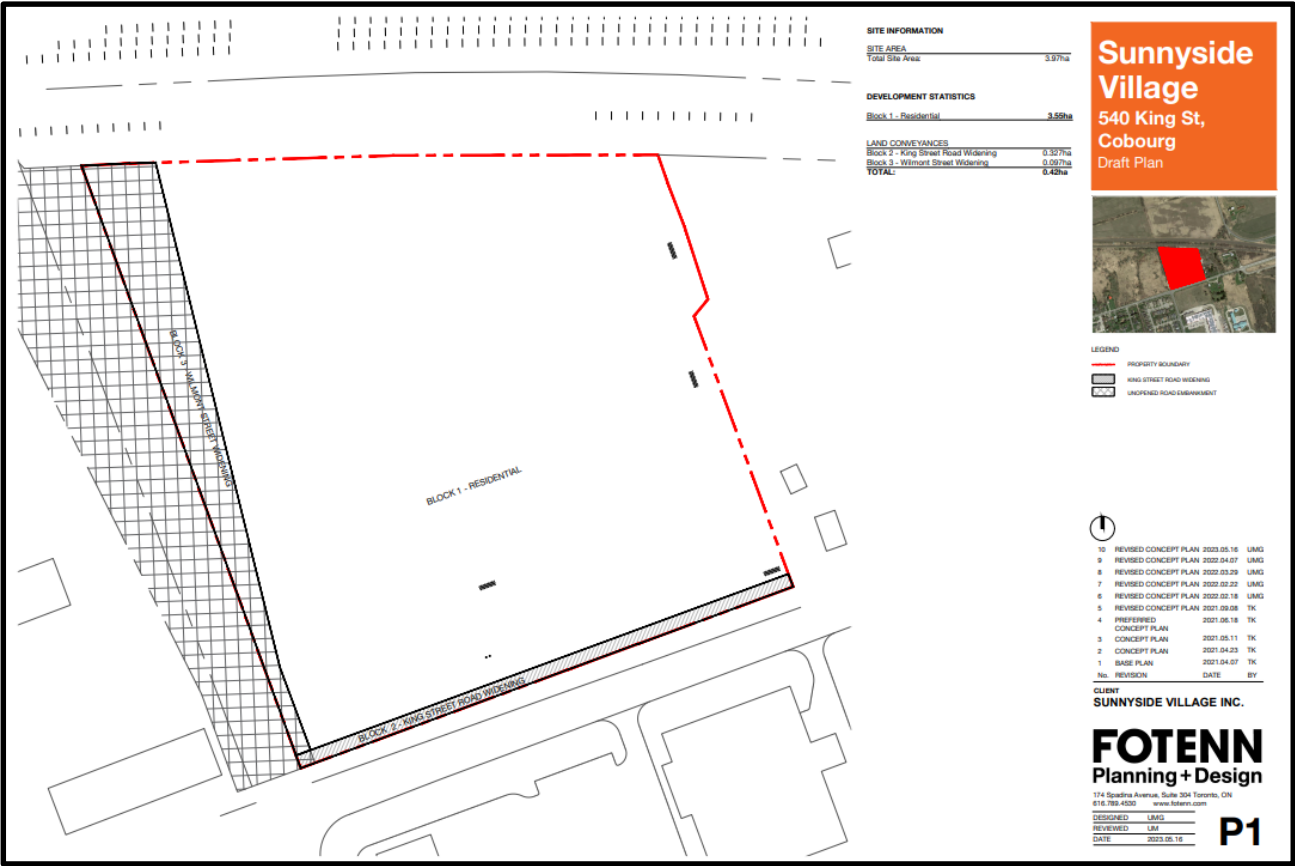 SITE INFORMATION
SITE AREA
Total Site Area: 3.97ha
DEVELOPMENT STATISTICS
Block 1 - Residential 3.55ha
LAND CONVEYANCES
Block 2 - King Street Road Widening 0.327ha
Block 3 - Wilmont Street Widening 0.097ha
TOTAL: 0.42ha
Sunnyside
Village
540 King St,
Cobourg
Draft Plan
LEGEND
PROPERTY BOUNDARY
KING STREET ROAD WIDENING
UNOPENED ROAD EMBANKMENT
BLOCK 3 - WILMONT STREET WIDENING
BLOCK 1 - RESIDENTIAL
BLOCK 2 - KING STREET ROAD WIDENING
10 REVISED CONCEPT PLAN 2023.05.16 UMG
9 REVISED CONCEPT PLAN 2022.04.07 UMG
8 REVISED CONCEPT PLAN 2022.03.29 UMG
7 REVISED CONCEPT PLAN 2022.02.22 UMG
6 REVISED CONCEPT PLAN 2022.02.18 UMG
5 REVISED CONCEPT PLAN 2021.09.08 TK
4 PREFERRED 2021.06.18 TK
CONCEPT PLAN
3 CONCEPT PLAN 2021.05.11 TK
2 CONCEPT PLAN 2021.04.23 TK
1 BASE PLAN 2021.04.07 TK
No. REVISION DATE BY
CLIENT
SUNNYSIDE VILLAGE INC.
FOTENN
Planning + Design
174 Spadina Avenue, Suite 304 Toronto, ON
616.789.4530 www.fotenn.com
DESIGNED UMG
REVIEWED UM
DATE 2023.05.16
P1